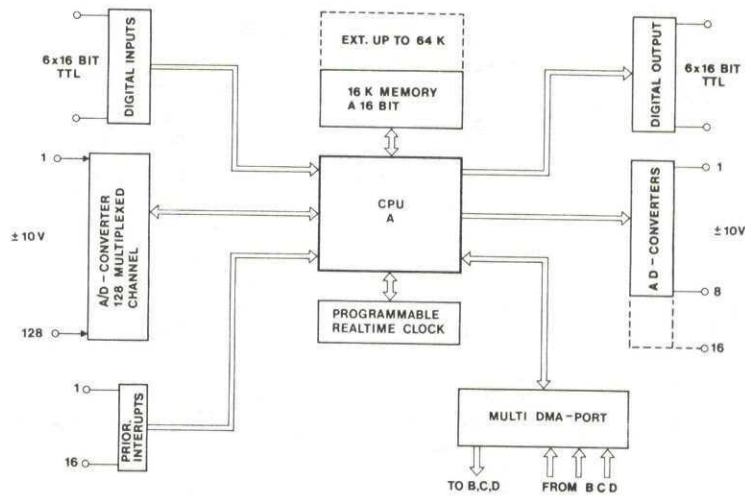 6x16 BIT
TTL
DIGITAL INPUTS
EXT. UP TO 64 K
16 K MEMORY
A 16 BIT
DIGITAL OUTPUT
6x16 BIT
TTL
1
±10V
128
A/D-CONVERTER
128 MULTIPLEXED
CHANNEL
CPU
A
AD-CONVERTERS
1
±10V
8
16
PROGRAMMABLE
REALTIME CLOCK
1
16
PRIOR.
INTERUPTS
MULTI DMA-PORT
TO B,C,D
FROM B C D